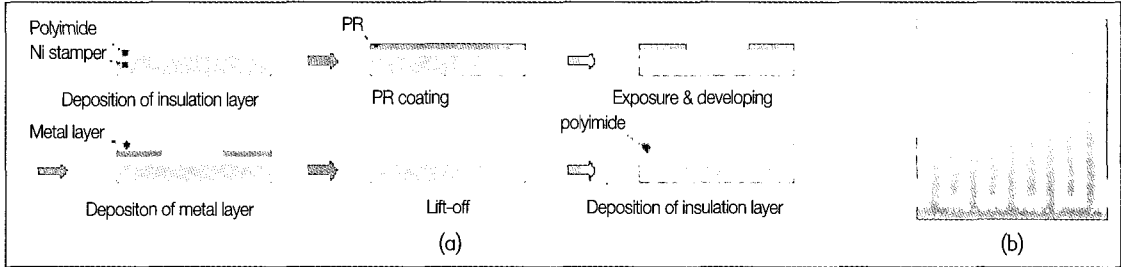 Polyimide
Ni stamper
Deposition of insulation layer
PR
PR coating
Exposure & developing
Metal layer
Depositon of metal layer
Lift-off
polyimide
Deposition of insulation layer
(a)
(b)